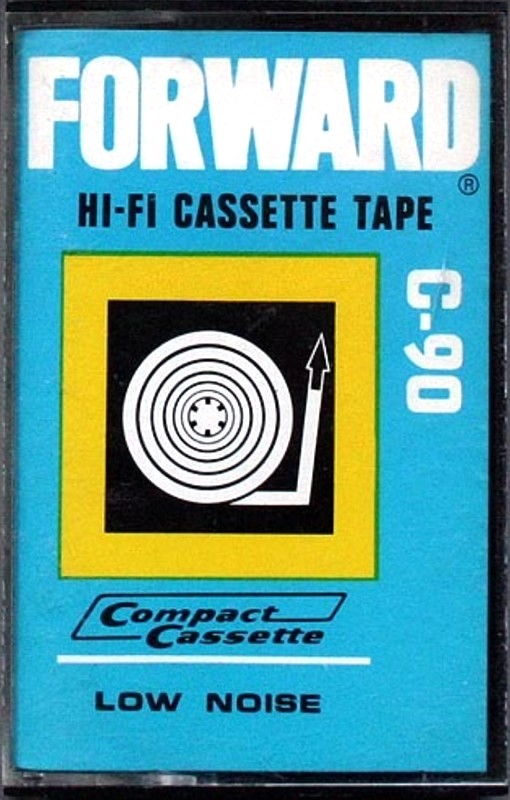 FORWARD
®
HI-Fi CASSETTE TAPE
C-90
Compact
Cassette
LOW NOISE